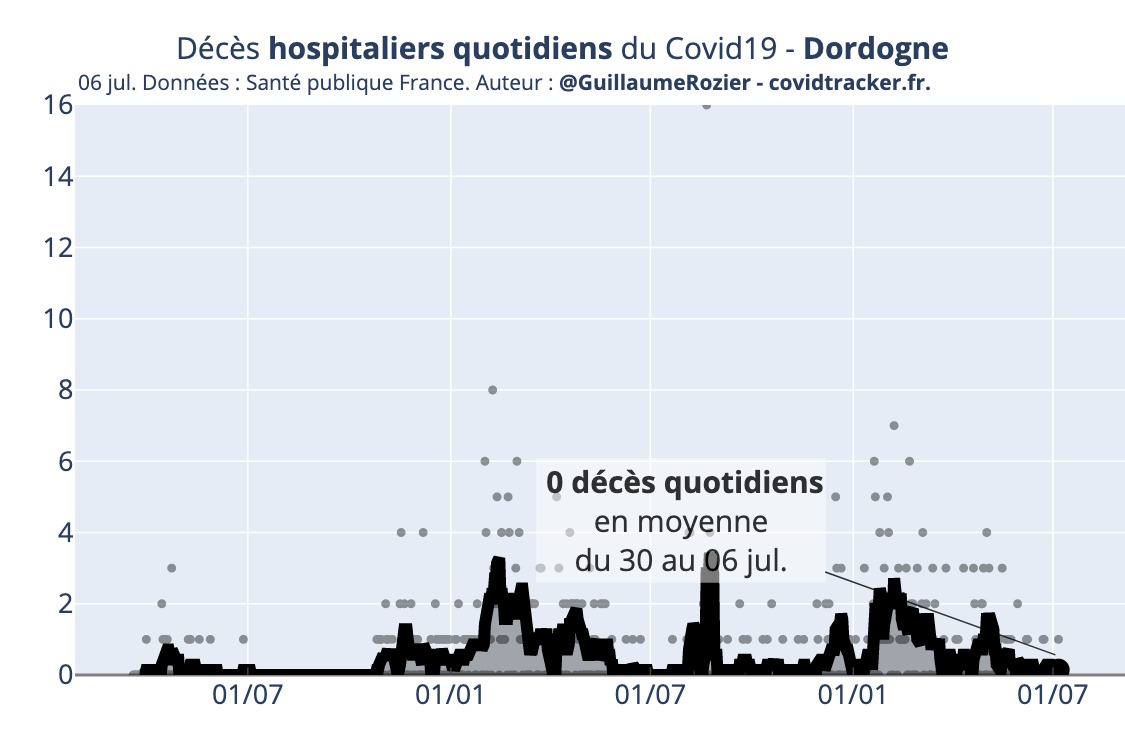 Décès hospitaliers quotidiens du Covid19 - Dordogne
06 jul. Données : Santé publique France. Auteur : @GuillaumeRozier - covidtracker.fr.
16
14
12
10
8
6
4
2
0
0 décès quotidiens
en moyenne
du 30 au 06 jul.
01/07 01/01 01/07 01/01 01/07